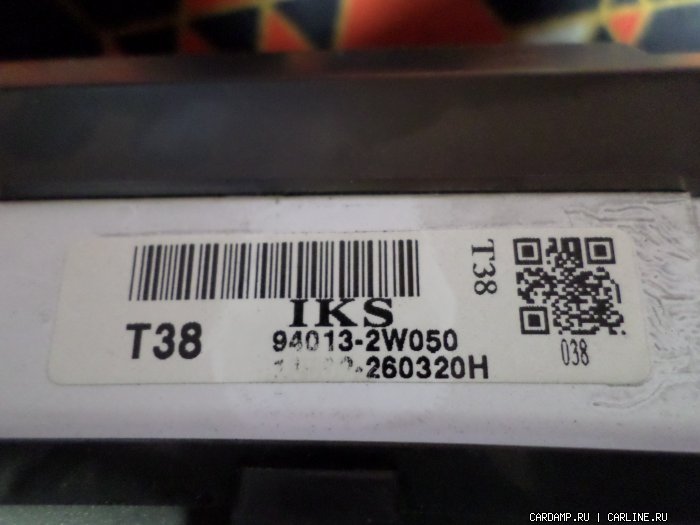 T38
IKS
T38
94013-2W050
-260320H
038
CARDAMP.RU | CARLINE.RU